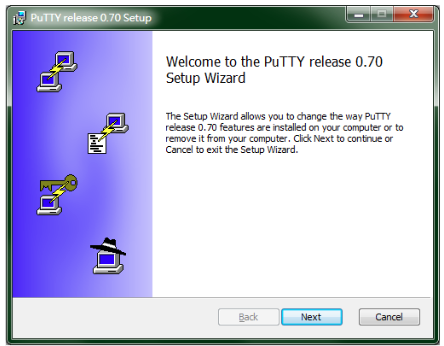 PuTTY release 0.70 Setup
Welcome to the PuTTY release 0.70
Setup Wizard
The Setup Wizard allows you to change the way PuTTY
release 0.70 features are installed on your computer or to
remove it from your computer. Click Next to continue or
Cancel to exit the Setup Wizard.
Back Next Cancel